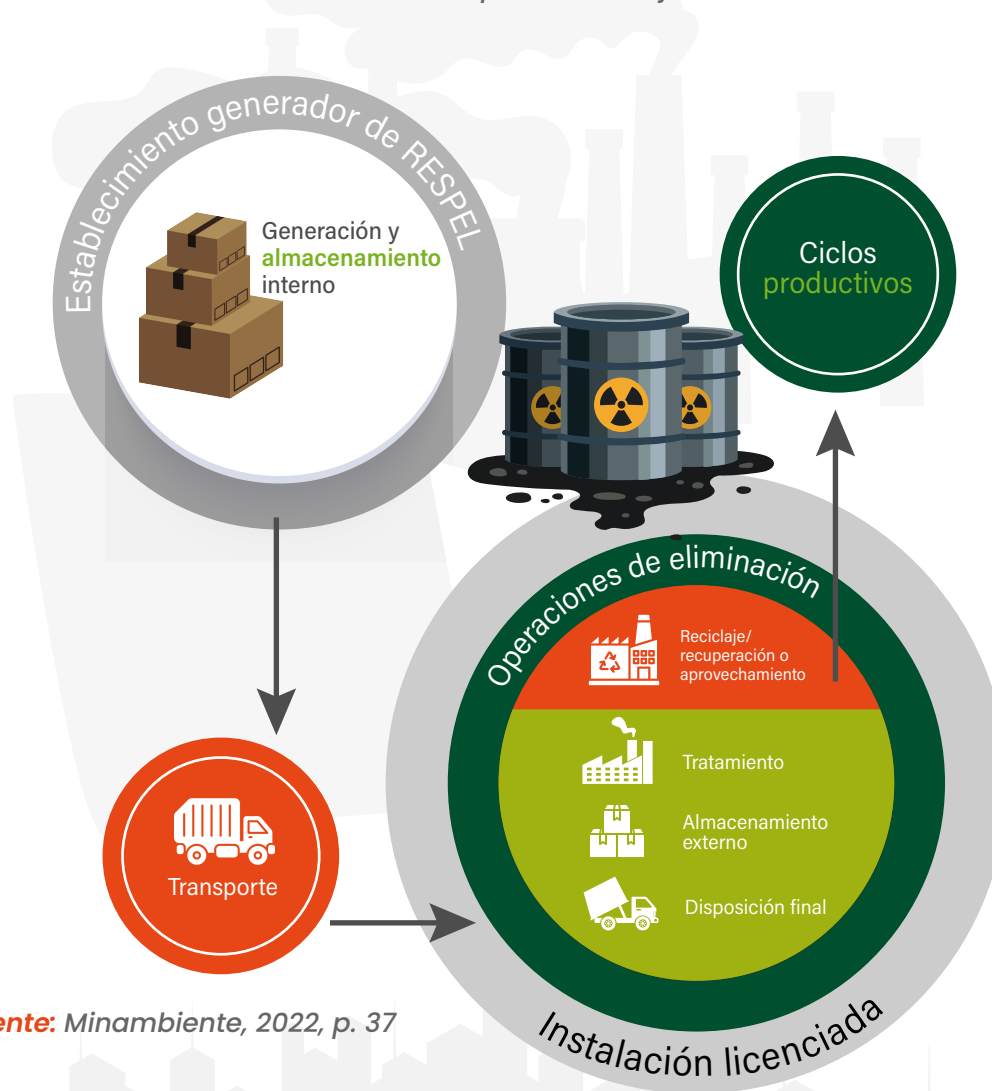 Establecimiento generador de RESPEL
Generación y
almacenamiento
interno
Ciclos
productivos
Operaciones de eliminación
Reciclaje/
recuperación o
aprovechamiento
Tratamiento
Almacenamiento
externo
Disposición final
Transporte
Instalación licenciada
Minambiente, 2022, p. 37